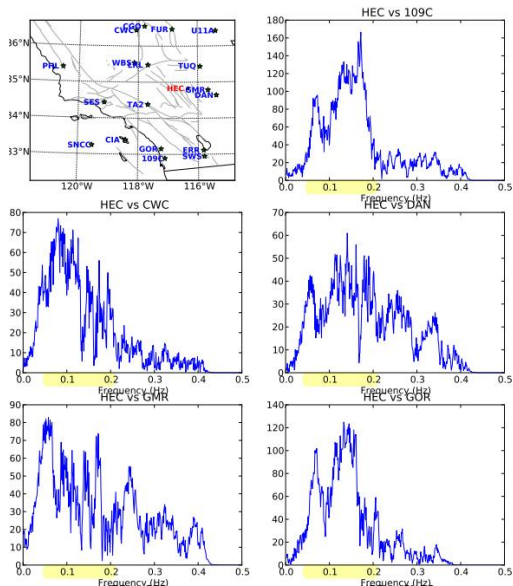 HEC vs 109C
CGO
CWC
FUR
U11A
36°N
PHL
WBS
TUQ
35°N
HEC
GMR
DAN
SES
TA2
34°N
CIA
SNCC
GOR
ERR
33°N
109C
SWS
120°W
118°W
116°W
180
160
140
120
100
80
60
40
20
0
0.0 0.1 0.2 0.3 0.4 0.5
Frequency (Hz)
HEC vs CWC
80
70
60
50
40
30
20
10
0
0.0 0.1 0.2 0.3 0.4 0.5
Frequency (Hz)
HEC vs DAN
70
60
50
40
30
20
10
0
0.0 0.1 0.2 0.3 0.4 0.5
Frequency (Hz)
HEC vs GMR
90
80
70
60
50
40
30
20
10
0
0.0 0.1 0.2 0.3 0.4 0.5
Frequency (Hz)
HEC vs GOR
140
120
100
80
60
40
20
0
0.0 0.1 0.2 0.3 0.4 0.5
Frequency (Hz)